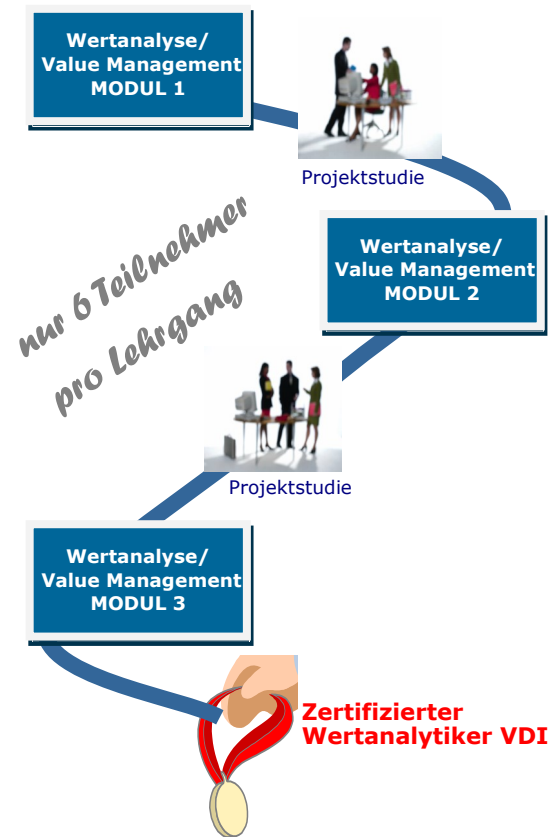 Wertanalyse/
Value Management
MODUL 1
Projektstudie
nur 6 Teilnehmer
pro Lehrgang
Wertanalyse/
Value Management
MODUL 2
Projektstudie
Wertanalyse/
Value Management
MODUL 3
Zertifizierter
Wertanalytiker VDI